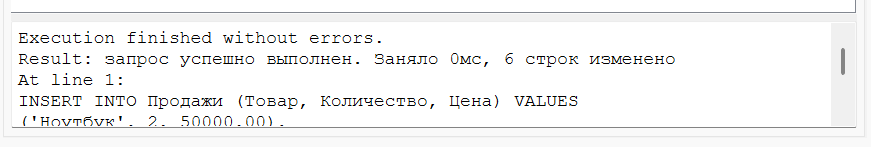 Execution finished without errors.
Result: запрос успешно выполнен. Заняло 0мс, 6 строк изменено
At line 1:
INSERT INTO Продажи (Товар, Количество, Цена) VALUES
('Ноутбук', 2, 50000.00),